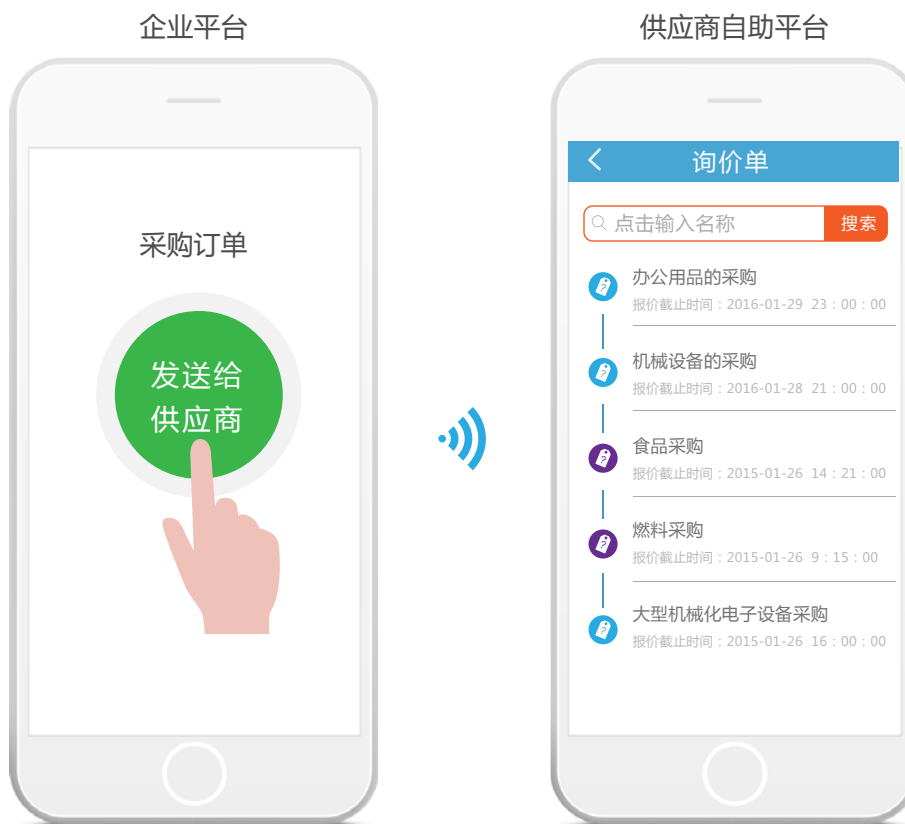 企业平台
采购订单
发送给
供应商
供应商自助平台
询价单
点击输入名称
搜索
办公用品的采购
报价截止时间：2016-01-29 23：00：00
机械设备的采购
报价截止时间：2016-01-28 21：00：00
食品采购
报价截止时间：2015-01-26 14：21：00
燃料采购
报价截止时间：2015-01-26 9：15：00
大型机械化电子设备采购
报价截止时间：2015-01-26 16：00：00